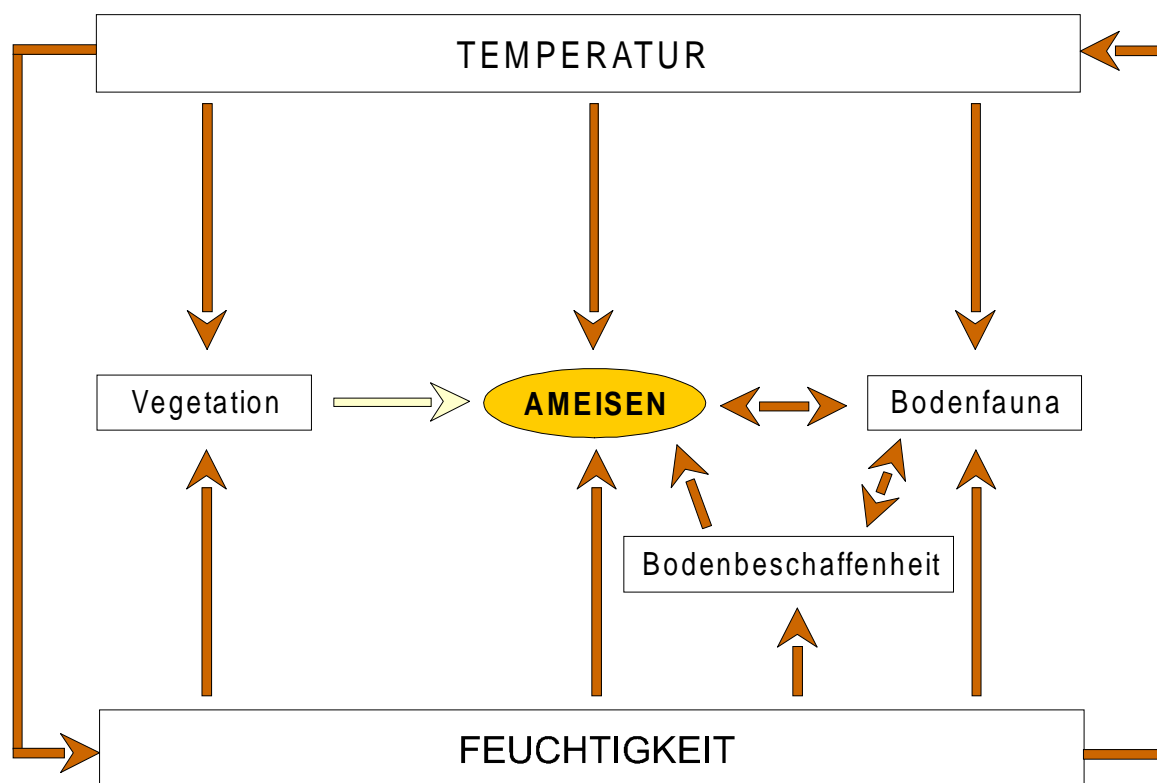 TEMPERATUR
Vegetation
AMEISEN
Bodenfauna
Bodenbeschaffenheit
FEUCHTIGKEIT